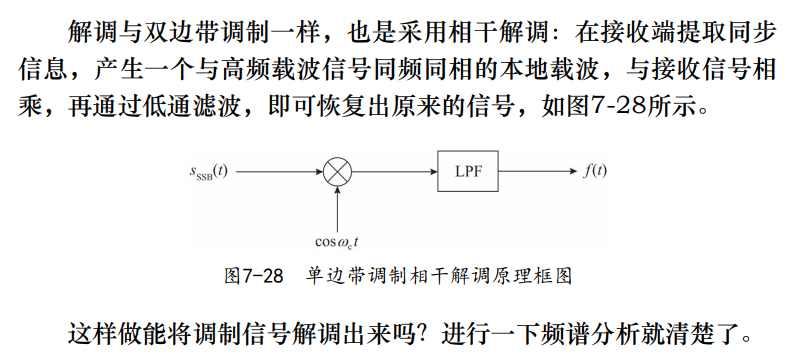 解调与双边带调制一样，也是采用相干解调：在接收端提取同步
信息，产生一个与高频载波信号同频同相的本地载波，与接收信号相
乘，再通过低通滤波，即可恢复出原来的信号，如图7-28所示。
s_SSB(t)
LPF
f(t)
cosω_c t
图7-28 单边带调制相干解调原理框图
这样做能将调制信号解调出来吗？进行一下频谱分析就清楚了。